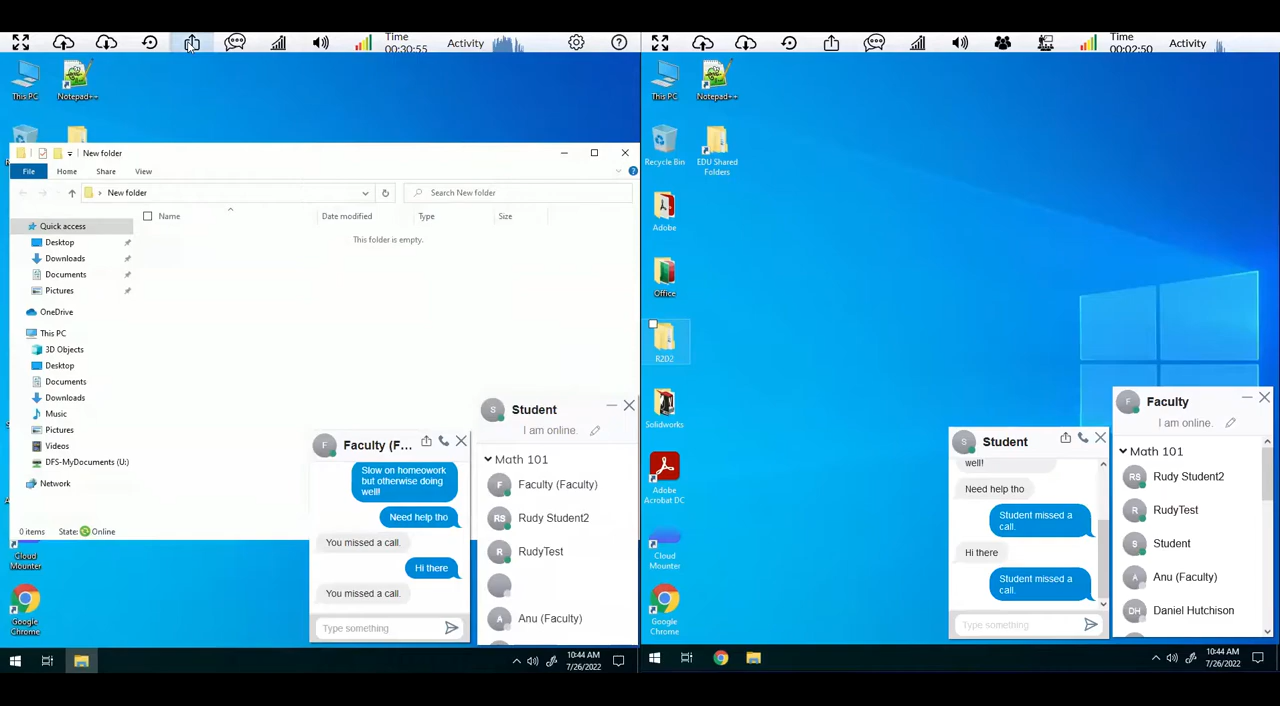 Time
00:30:55
Activity
This PC
Notepad++
New folder
File
Home
Share
View
New folder
Search New folder
Name
Date modified
Type
Size
This folder is empty.
Quick access
Desktop
Downloads
Documents
Pictures
OneDrive
This PC
3D Objects
Desktop
Documents
Downloads
Music
Pictures
Videos
DFS-MyDocuments (U:)
Network
0 items
State:
Online
Cloud
Mounter
Google
Chrome
F
Faculty (F...
Slow on homeowork
but otherwise doing
well!
Need help tho
You missed a call.
Hi there
You missed a call.
Type something
S
Student
I am online.
Math 101
F
Faculty (Faculty)
RS
Rudy Student2
R
RudyTest
A
Anu (Faculty)
10:44 AM
7/26/2022
Time
00:02:50
Activity
This PC
Notepad++
Recycle Bin
EDU Shared
Folders
Adobe
Office
R2D2
Solidworks
Adobe
Acrobat DC
Cloud
Mounter
Google
Chrome
S
Student
well!
Need help tho
Student missed a
call.
Hi there
Student missed a
call.
Type something
F
Faculty
I am online.
Math 101
RS
Rudy Student2
R
RudyTest
S
Student
A
Anu (Faculty)
DH
Daniel Hutchison
10:44 AM
7/26/2022